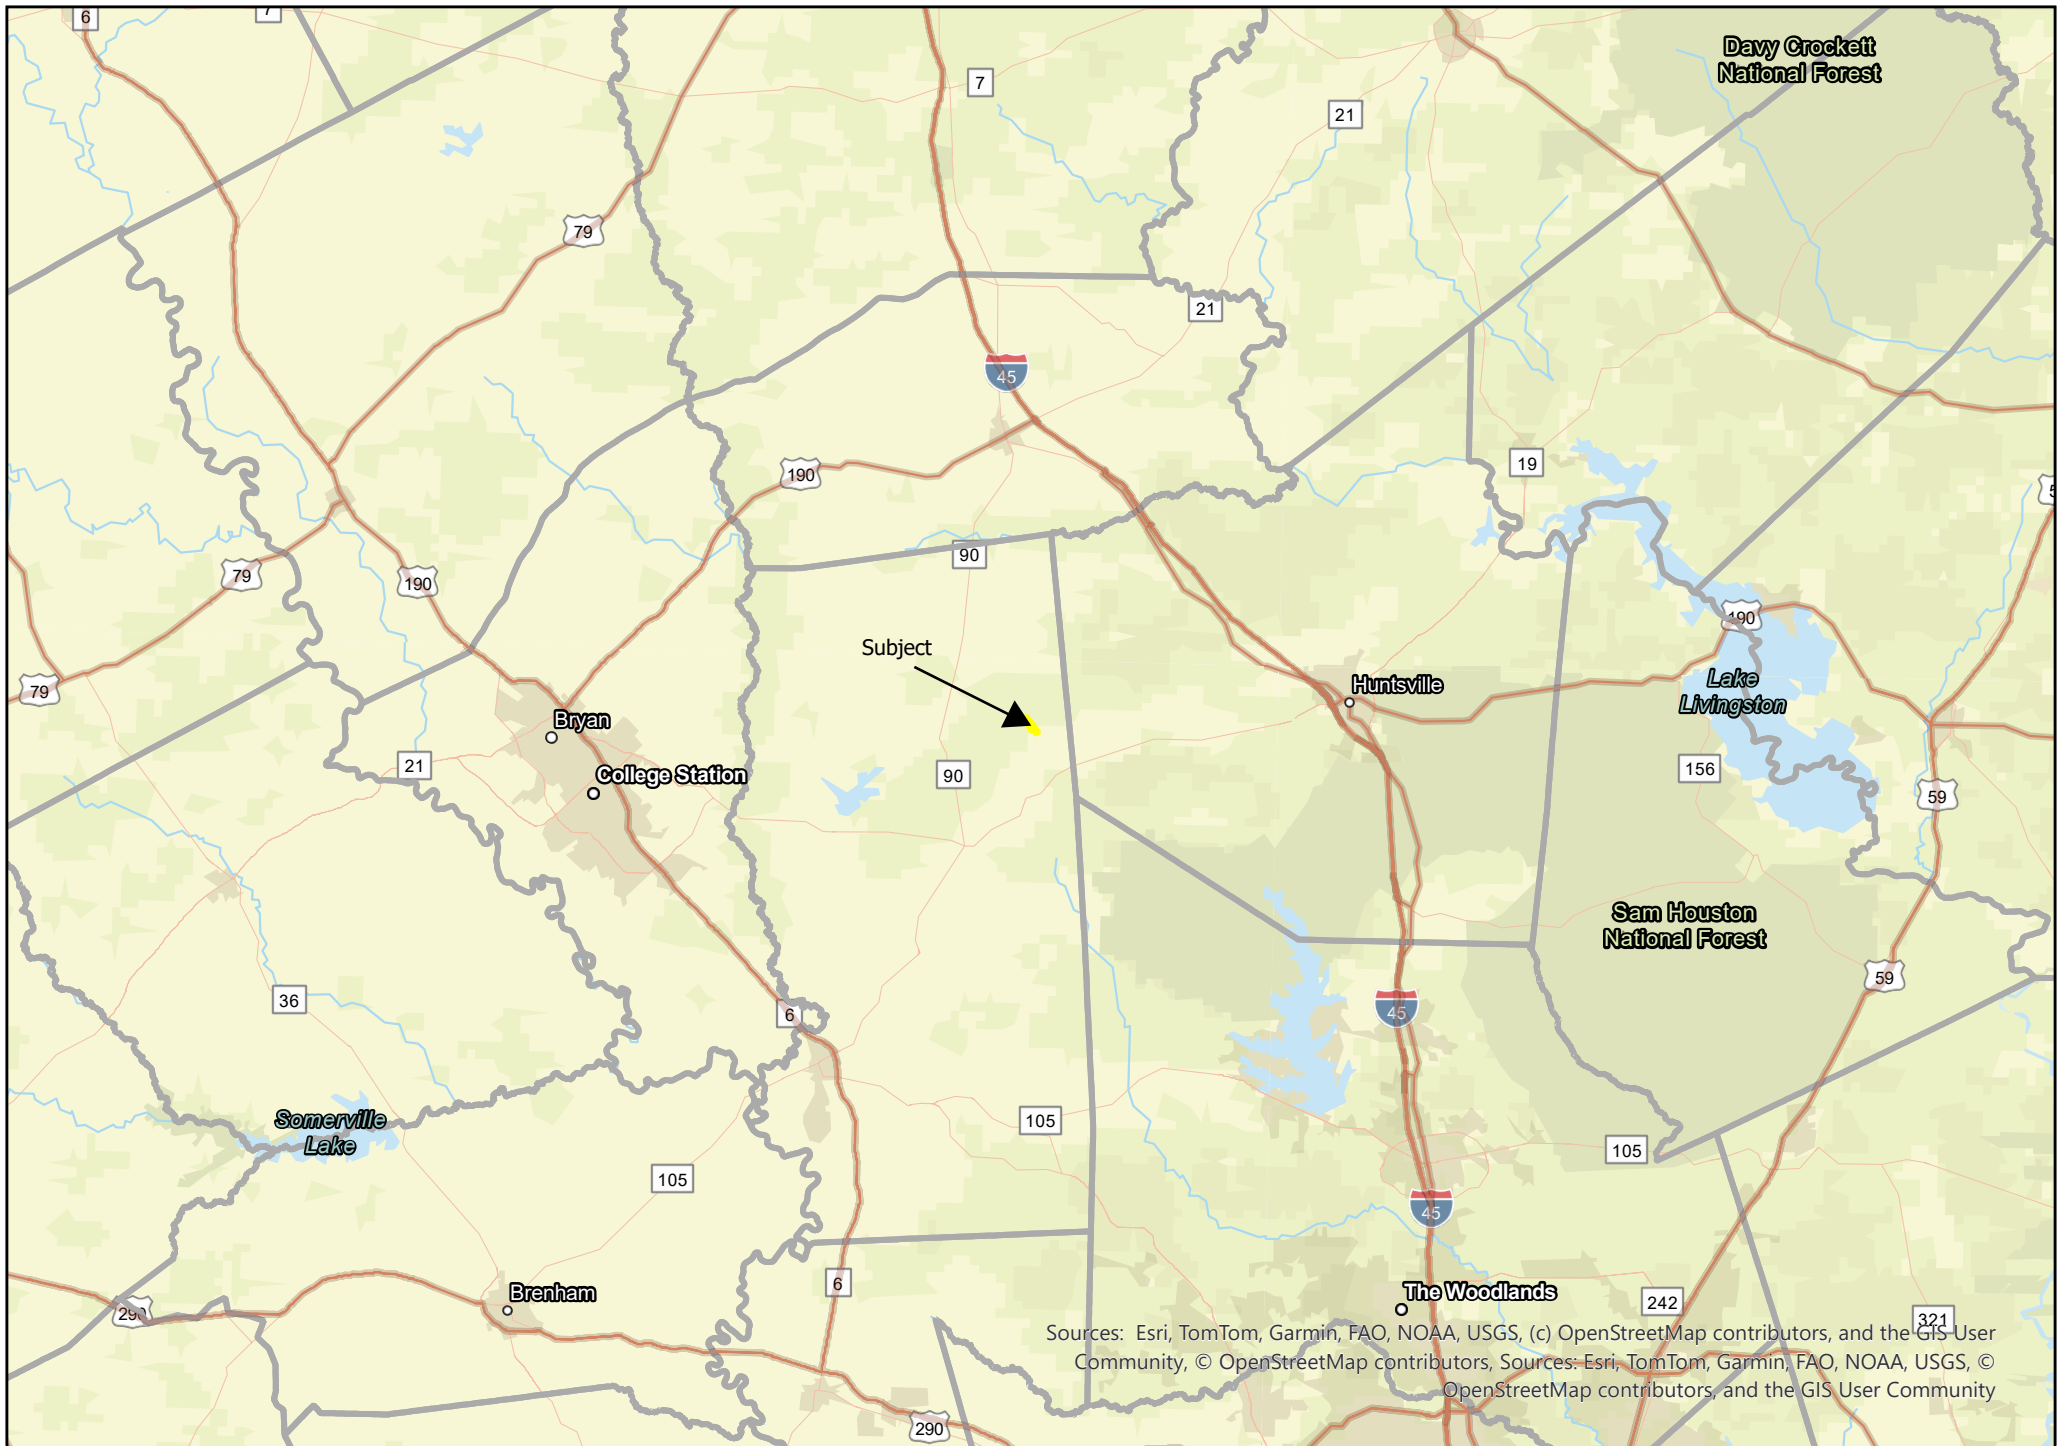 6
7
Davy Crockett
National Forest
7
21
79
21
45
190
19
5
79
190
90
190
Subject
Huntsville
Lake
Livingston
79
Bryan
21
College Station
90
156
59
Sam Houston
National Forest
36
6
45
59
Somerville
Lake
105
105
105
45
6
Brenham
290
The Woodlands
242
321
Sources: Esri, TomTom, Garmin, FAO, NOAA, USGS, (c) OpenStreetMap contributors, and the GIS User
Community, © OpenStreetMap contributors, Sources: Esri, TomTom, Garmin, FAO, NOAA, USGS, ©
OpenStreetMap contributors, and the GIS User Community
290